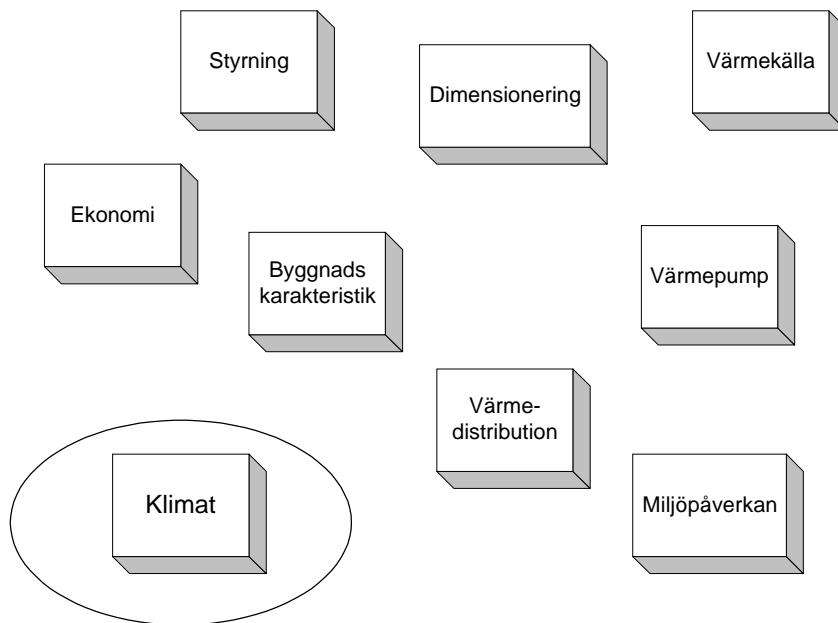 Styrning
Dimensionering
Värmekälla
Ekonomi
Byggnads
karakteristik
Värmepump
Värme-
distribution
Klimat
Miljöpåverkan